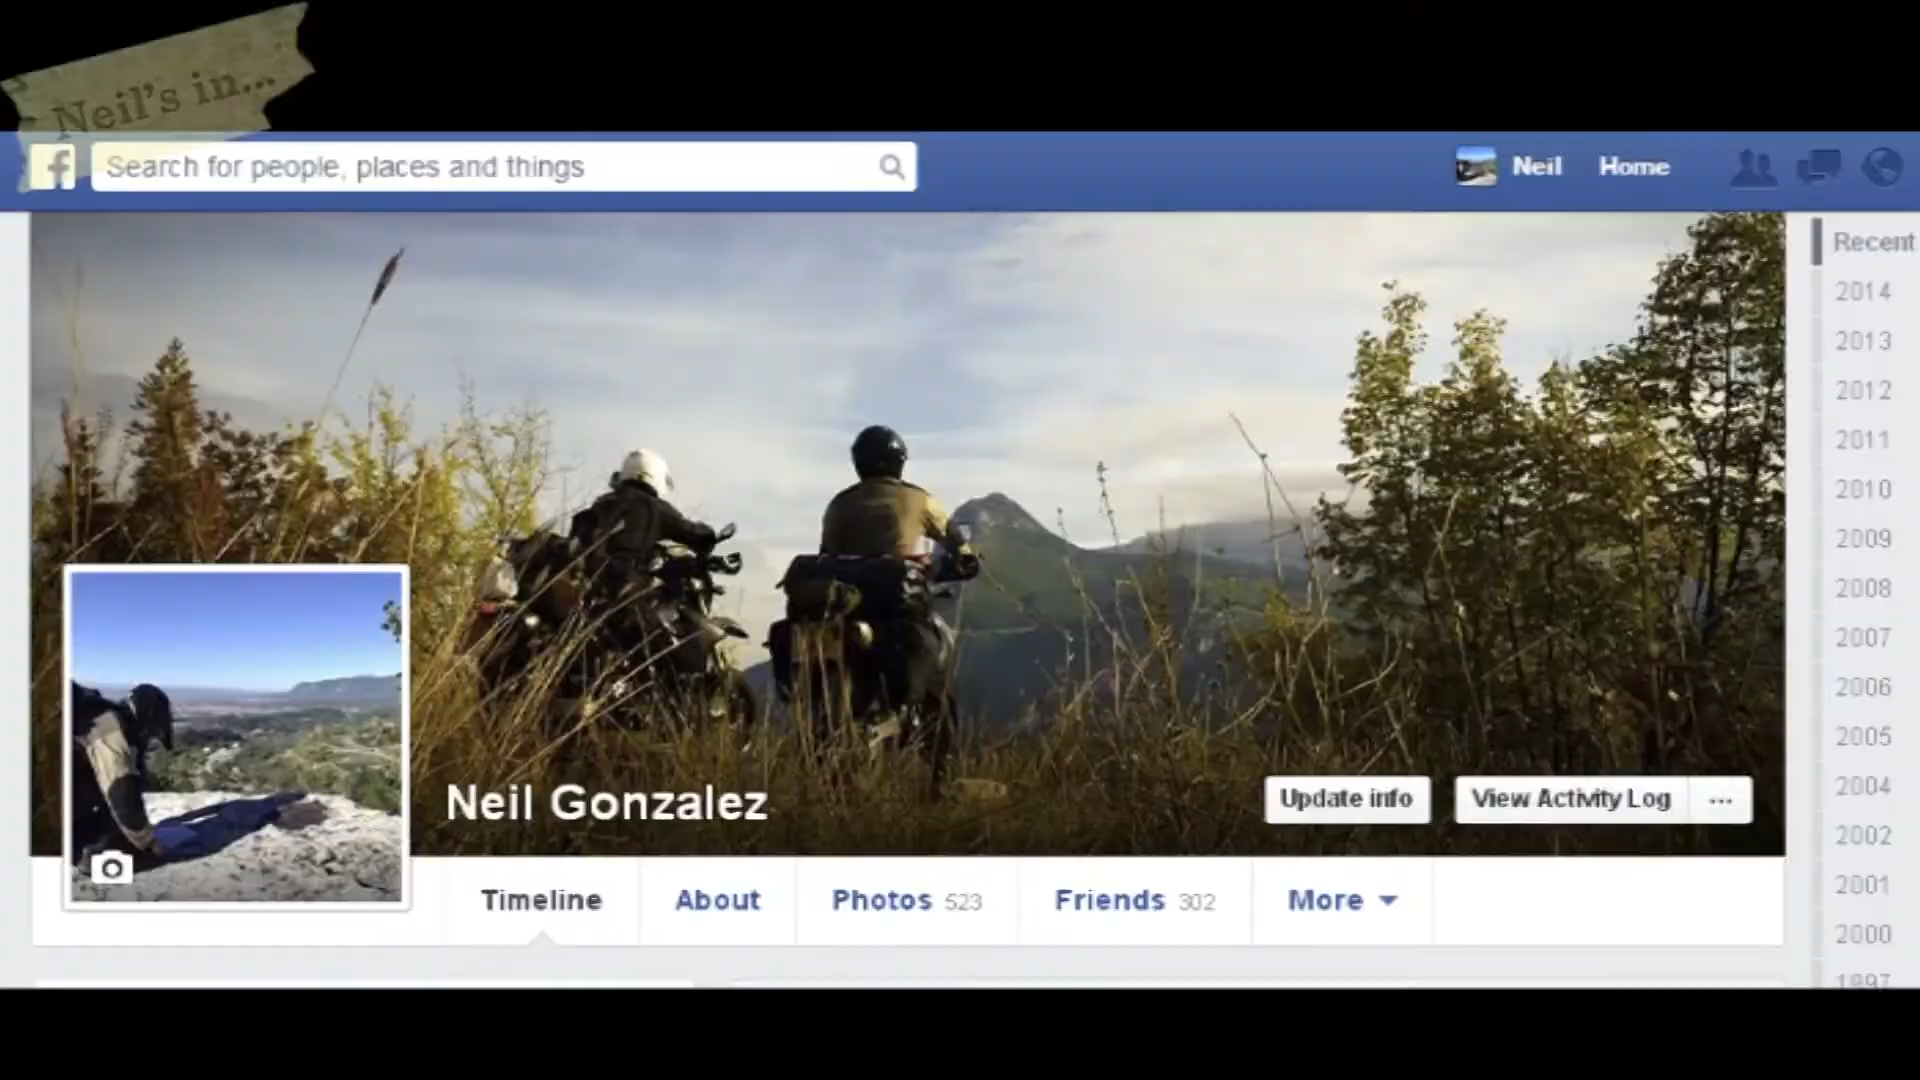 Neil's in...
f
Search for people, places and things
Neil
Home
Recent
2014
2013
2012
2011
2010
2009
2008
2007
2006
2005
2004
2002
2001
2000
1997
Neil Gonzalez
Update info
View Activity Log
...
Timeline
About
Photos 523
Friends 302
More